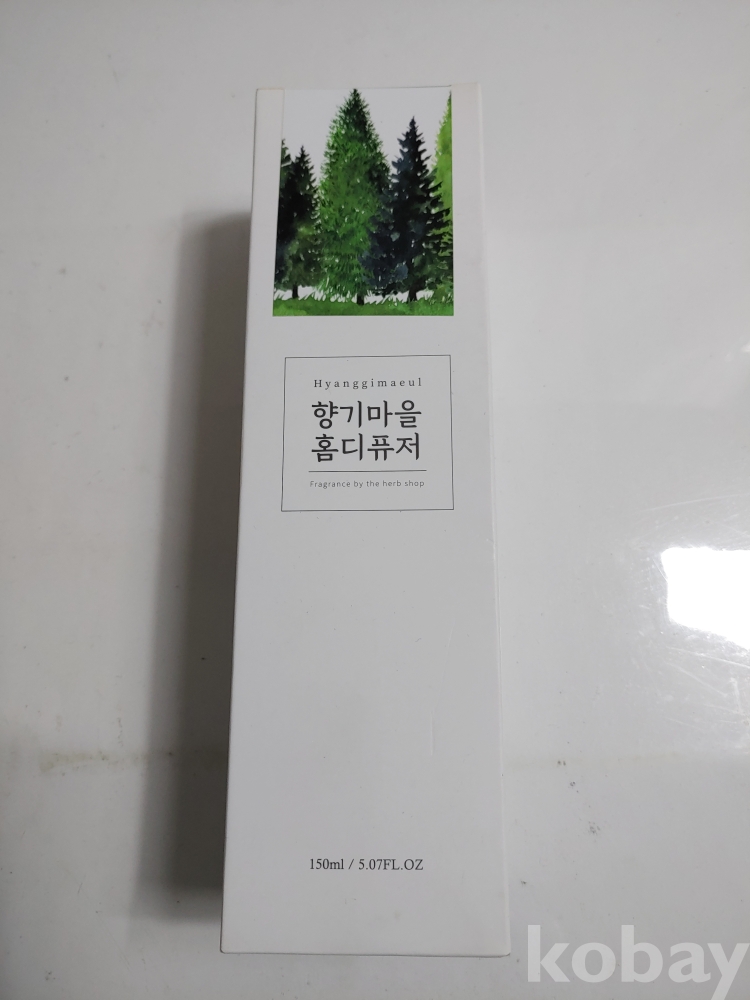 Hyanggimaeul
향기마을
홈디퓨저
Fragrance by the herb shop
150ml / 5.07FL.OZ
kobay